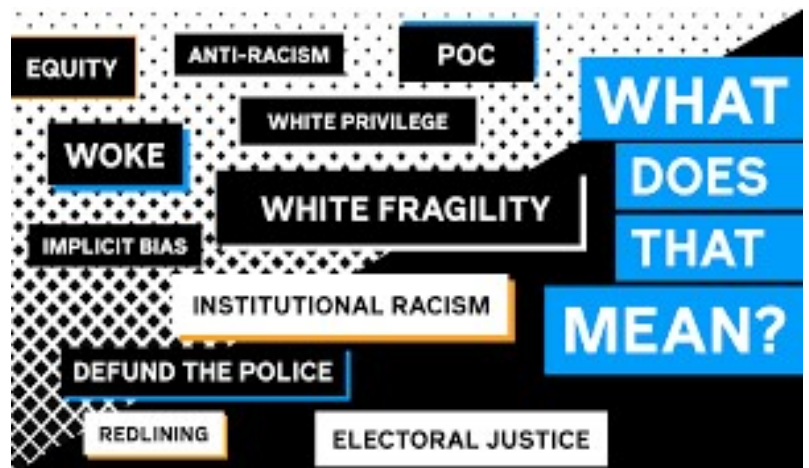 EQUITY
ANTI-RACISM
POC
WOKE
WHITE PRIVILEGE
WHITE FRAGILITY
IMPLICIT BIAS
INSTITUTIONAL RACISM
DEFUND THE POLICE
REDLINING
ELECTORAL JUSTICE
WHAT
DOES
THAT
MEAN?